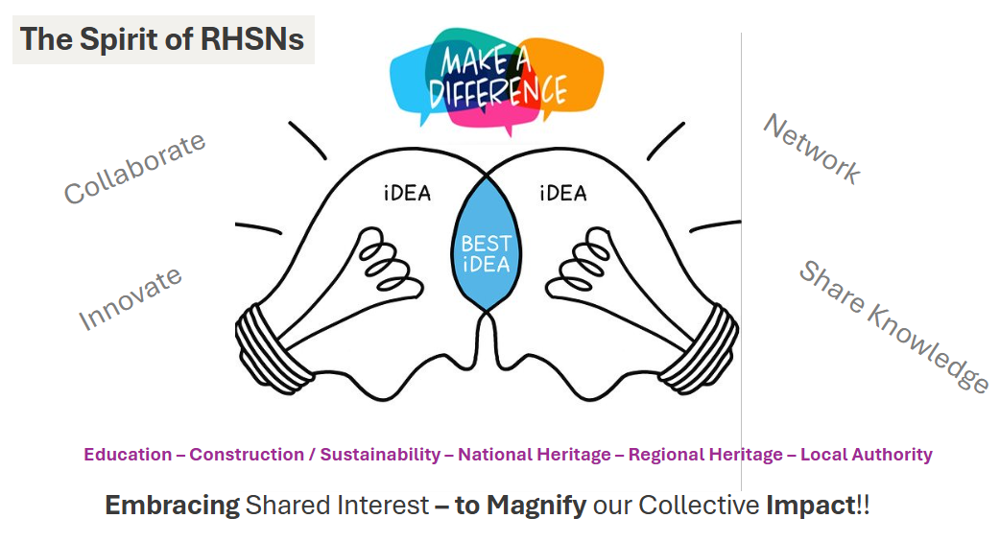 The Spirit of RHSNs
MAKE A
DIFFERENCE
Collaborate
Network
iDEA
iDEA
BEST
iDEA
Innovate
Share Knowledge
Education – Construction / Sustainability – National Heritage – Regional Heritage – Local Authority
Embracing Shared Interest – to Magnify our Collective Impact!!